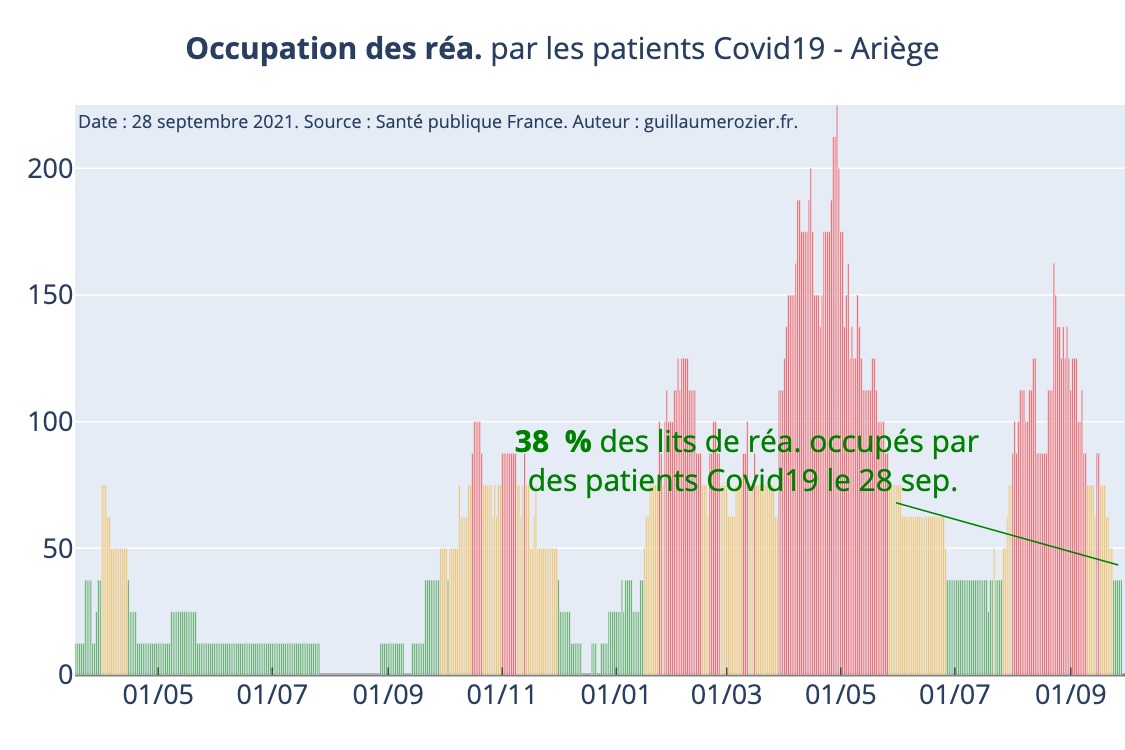 Occupation des réa. par les patients Covid19 - Ariège
Date : 28 septembre 2021. Source : Santé publique France. Auteur : guillaumerozier.fr.
200
150
100
50
0
38 % des lits de réa. occupés par
des patients Covid19 le 28 sep.
01/05 01/07 01/09 01/11 01/01 01/03 01/05 01/07 01/09